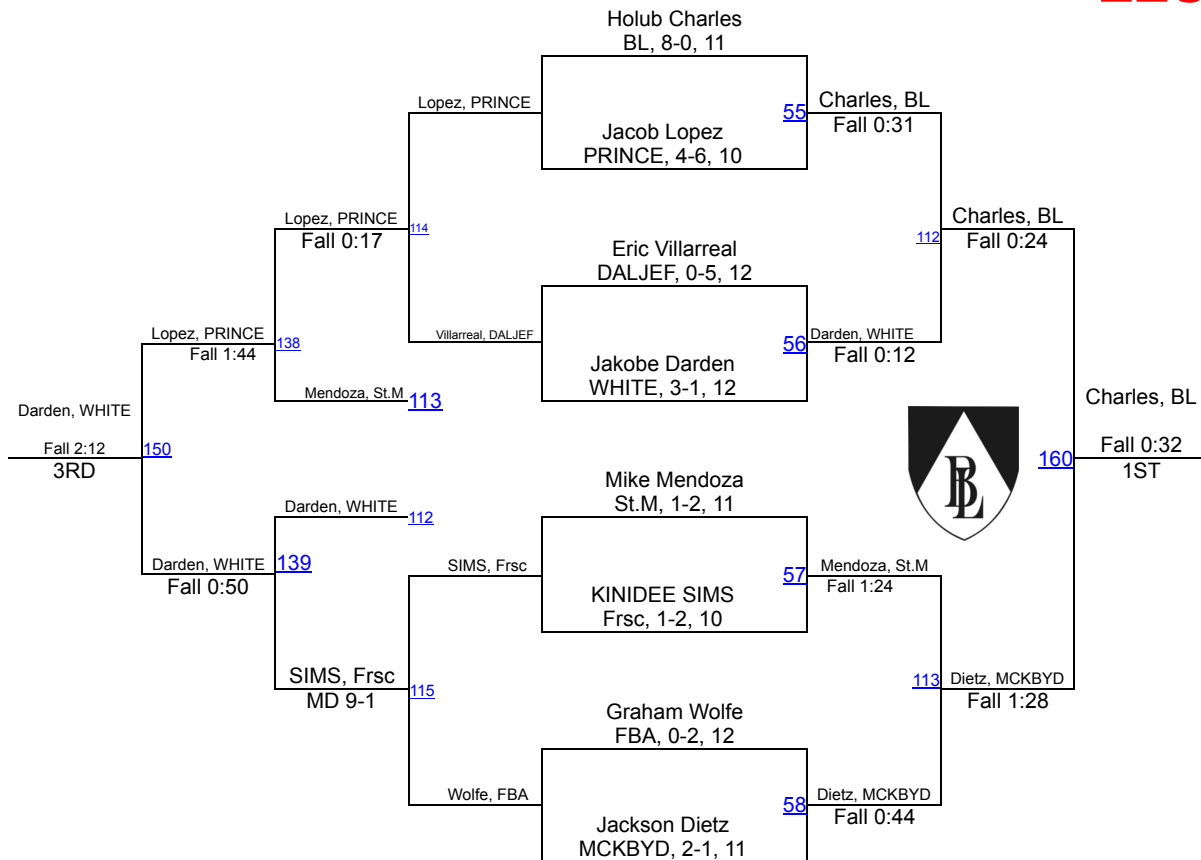 Holub Charles
BL, 8-0, 11
Lopez, PRINCE
55
Charles, BL
Fall 0:31
Jacob Lopez
PRINCE, 4-6, 10
Lopez, PRINCE
Fall 0:17
114
Eric Villarreal
DALJEF, 0-5, 12
112
Charles, BL
Fall 0:24
Lopez, PRINCE
Fall 1:44
138
Villarreal, DALJEF
56
Darden, WHITE
Fall 0:12
Jakobe Darden
WHITE, 3-1, 12
Mendoza, St.M
113
Darden, WHITE
Fall 2:12
3RD
150
Charles, BL
Fall 0:32
1ST
160
BL
Mike Mendoza
St.M, 1-2, 11
Darden, WHITE
112
Darden, WHITE
Fall 0:50
139
SIMS, Frsc
57
Mendoza, St.M
Fall 1:24
KINIDEE SIMS
Frsc, 1-2, 10
SIMS, Frsc
MD 9-1
115
113
Dietz, MCKBYD
Fall 1:28
Graham Wolfe
FBA, 0-2, 12
Wolfe, FBA
58
Dietz, MCKBYD
Fall 0:44
Jackson Dietz
MCKBYD, 2-1, 11